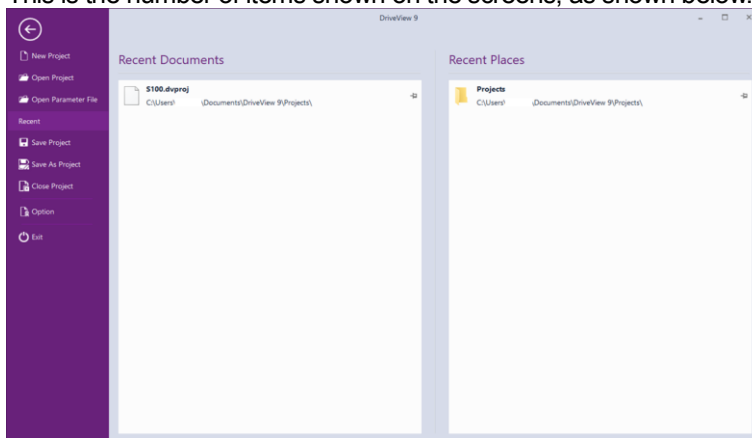 This is the number of items shown on the screens, as shown below.
DriveView 9
New Project
Open Project
Open Parameter File
Recent
Save Project
Save As Project
Close Project
Option
Exit
Recent Documents
S100.dvproj
C:\Users\ \Documents\DriveView 9\Projects\
Recent Places
Projects
C:\Users\ \Documents\DriveView 9\Projects\